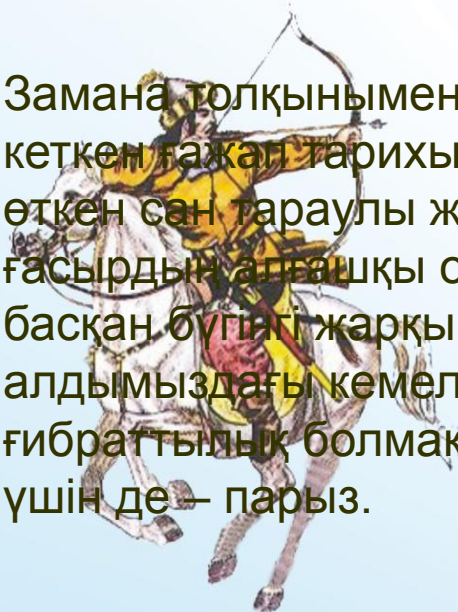 Замана толқынымен
кеткен ғажап тарихы
өткен сан тараулы ж
ғасырдың алғашқы о
басқан бүгінгі жарқы
алдымыздағы кемел
ғибраттылық болмақ
үшін де – парыз.